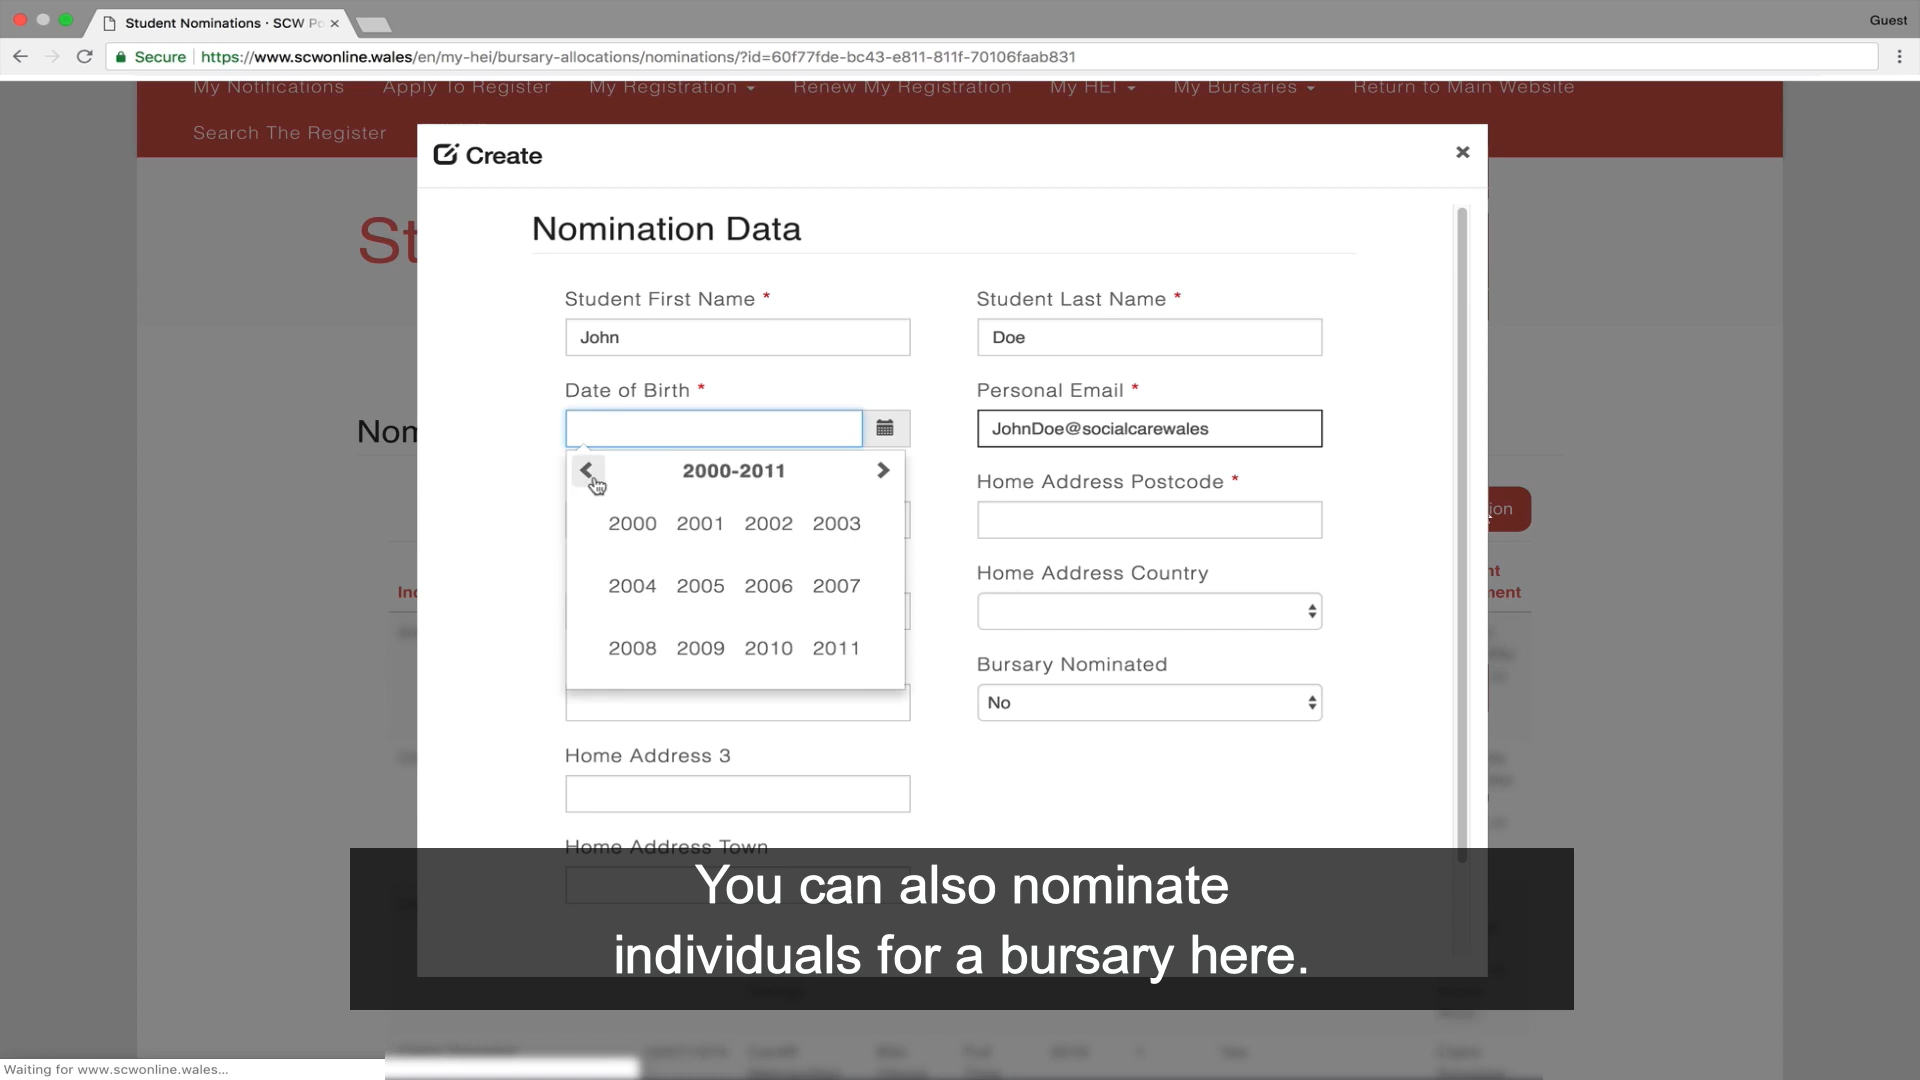 Student Nominations · SCW Po
Guest
Secure
https://www.scwonline.wales/en/my-hei/bursary-allocations/nominations/?id=60f77fde-bc43-e811-811f-70106faab831
My Notifications Apply To Register My Registration Renew My Registration My HEI My Bursaries Return to Main Website
Search The Register
Create
St
Nomination Data
Student First Name *
Student Last Name *
John
Doe
Date of Birth *
Personal Email *
JohnDoe@socialcarewales
Nom
2000-2011
Home Address Postcode *
2000 2001 2002 2003
ion
2004 2005 2006 2007
Home Address Country
2008 2009 2010 2011
Bursary Nominated
No
Home Address 3
Home Address Town
You can also nominate
individuals for a bursary here.
Waiting for www.scwonline.wales...